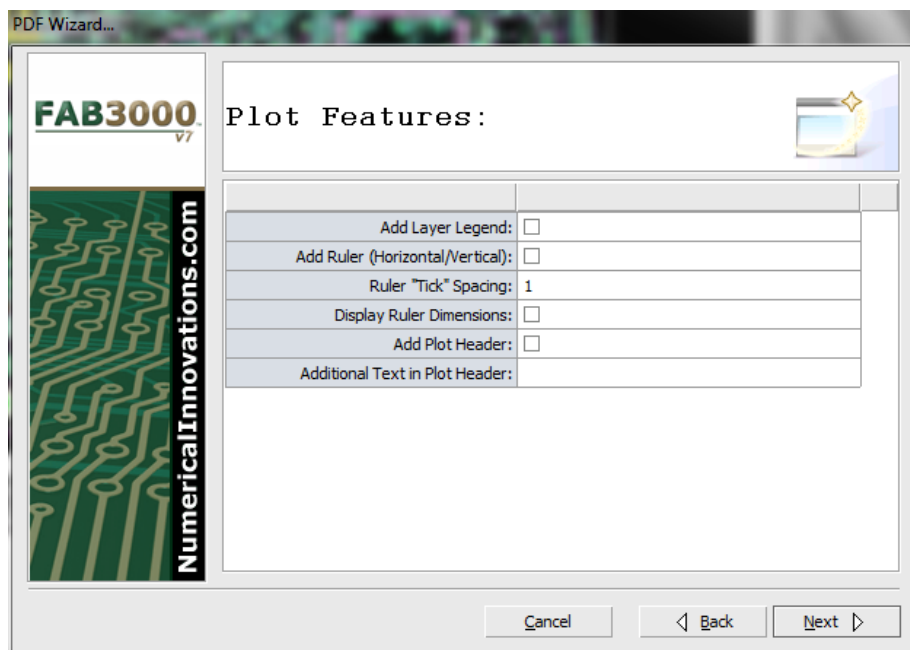 PDF Wizard...
FAB3000
v7
NumericalInnovations.com
Plot Features:
Add Layer Legend:
Add Ruler (Horizontal/Vertical):
Ruler "Tick" Spacing: 1
Display Ruler Dimensions:
Add Plot Header:
Additional Text in Plot Header:
Cancel Back Next